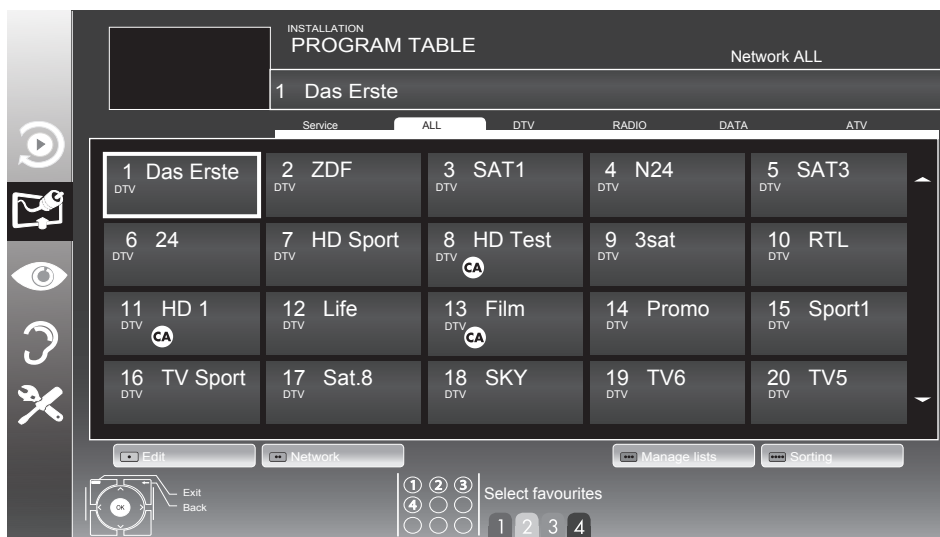 INSTALLATION
PROGRAM TABLE
Network ALL
1 Das Erste
Service ALL DTV RADIO DATA ATV
1 Das Erste
DTV
2 ZDF
DTV
3 SAT1
DTV
4 N24
DTV
5 SAT3
DTV
6 24
DTV
7 HD Sport
DTV
8 HD Test
DTV CA
9 3sat
DTV
10 RTL
DTV
11 HD 1
DTV CA
12 Life
DTV
13 Film
DTV CA
14 Promo
DTV
15 Sport1
DTV
16 TV Sport
DTV
17 Sat.8
DTV
18 SKY
DTV
19 TV6
DTV
20 TV5
DTV
Edit Network Manage lists Sorting
OK
Exit
Back
1 2 3
4
Select favourites
1 2 3 4